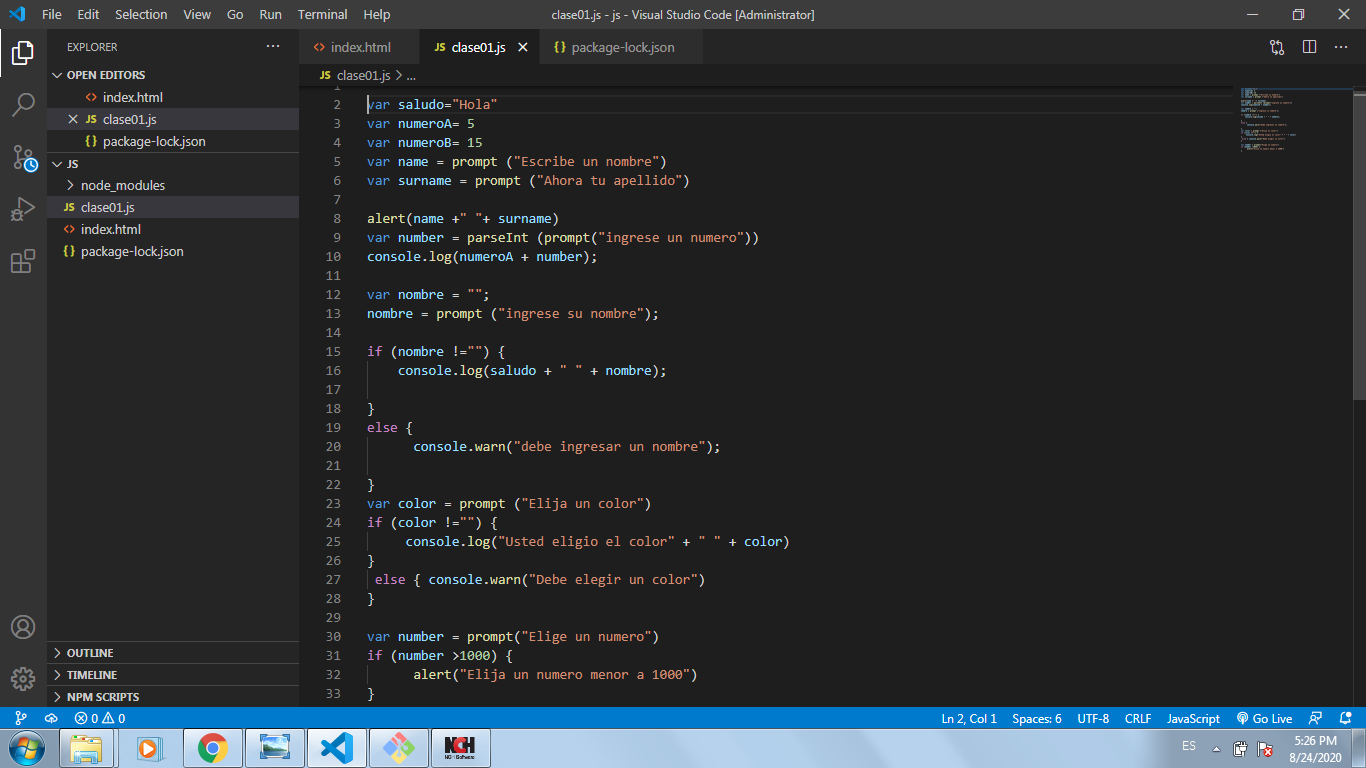 File Edit Selection View Go Run Terminal Help clase01.js - js - Visual Studio Code [Administrator]
EXPLORER
OPEN EDITORS
index.html
JS clase01.js
{} package-lock.json
JS
node_modules
JS clase01.js
index.html
{} package-lock.json
OUTLINE
TIMELINE
NPM SCRIPTS
index.html JS clase01.js {} package-lock.json
JS clase01.js > ...
1
2 var saludo="Hola"
3 var numeroA= 5
4 var numeroB= 15
5 var name = prompt ("Escribe un nombre")
6 var surname = prompt ("Ahora tu apellido")
7
8 alert(name +" "+ surname)
9 var number = parseInt (prompt("ingrese un numero"))
10 console.log(numeroA + number);
11
12 var nombre = "";
13 nombre = prompt ("ingrese su nombre");
14
15 if (nombre !="") {
16 console.log(saludo + " " + nombre);
17
18 }
19 else {
20 console.warn("debe ingresar un nombre");
21
22 }
23 var color = prompt ("Elija un color")
24 if (color !="") {
25 console.log("Usted eligio el color" + " " + color)
26 }
27 else { console.warn("Debe elegir un color")
28 }
29
30 var number = prompt("Elige un numero")
31 if (number >1000) {
32 alert("Elija un numero menor a 1000")
33 }
0 0 Ln 2, Col 1 Spaces: 6 UTF-8 CRLF JavaScript Go Live
NCH
ES 5:26 PM
8/24/2020